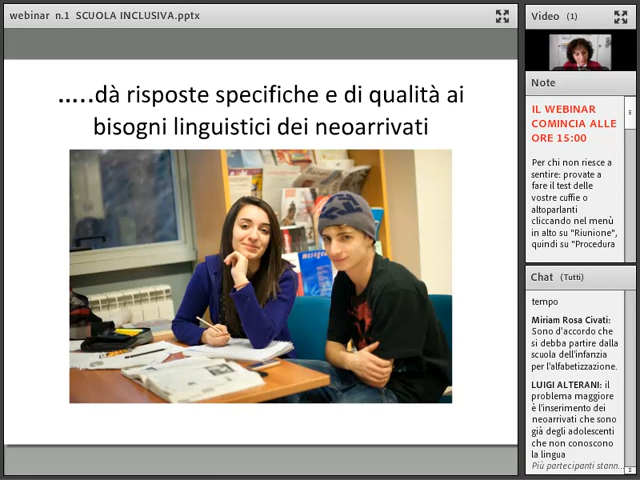 webinar n.1 SCUOLA INCLUSIVA.pptx
…..dà risposte specifiche e di qualità ai
bisogni linguistici dei neoarrivati
Video (1)
Note
IL WEBINAR
COMINCIA ALLE
ORE 15:00
Per chi non riesce a
sentire: provate a
fare il test delle
vostre cuffie o
altoparlanti
cliccando nel menù
in alto su "Riunione",
quindi su "Procedura
Chat (Tutti)
tempo
Miriam Rosa Civati:
Sono d'accordo che
si debba partire dalla
scuola dell'infanzia
per l'alfabetizzazione.
LUIGI ALTERANI: il
problema maggiore
è l'inserimento dei
neoarrivati che sono
già degli adolescenti
che non conoscono
la lingua
Più partecipanti stann...